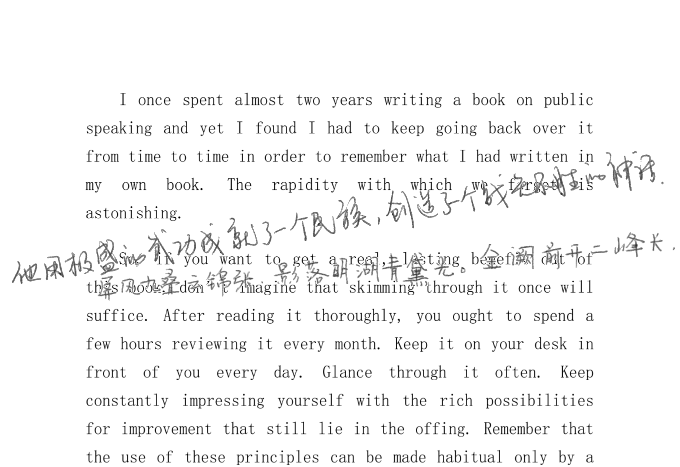 I once spent almost two years writing a book on public
speaking and yet I found I had to keep going back over it
from time to time in order to remember what I had written in
my own book. The rapidity with which we forget is
astonishing.
他用极盛的武功成就了一个民族,创造了个战无不胜的神话.
So, if you want to get a real, lasting benefit out of
屏风九叠云锦张.影落明湖青黛光。金阙前开二峰长.
this book, don't imagine that skimming through it once will
suffice. After reading it thoroughly, you ought to spend a
few hours reviewing it every month. Keep it on your desk in
front of you every day. Glance through it often. Keep
constantly impressing yourself with the rich possibilities
for improvement that still lie in the offing. Remember that
the use of these principles can be made habitual only by a